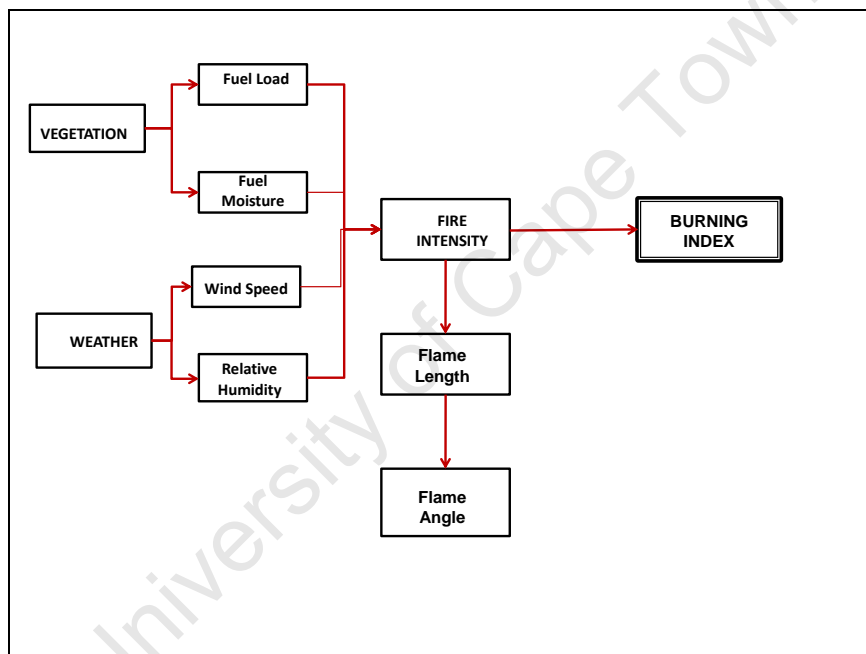 Fuel Load
VEGETATION
Fuel
Moisture
FIRE
INTENSITY
BURNING
INDEX
Wind Speed
WEATHER
Relative
Humidity
Flame
Length
Flame
Angle
University of Cape Town